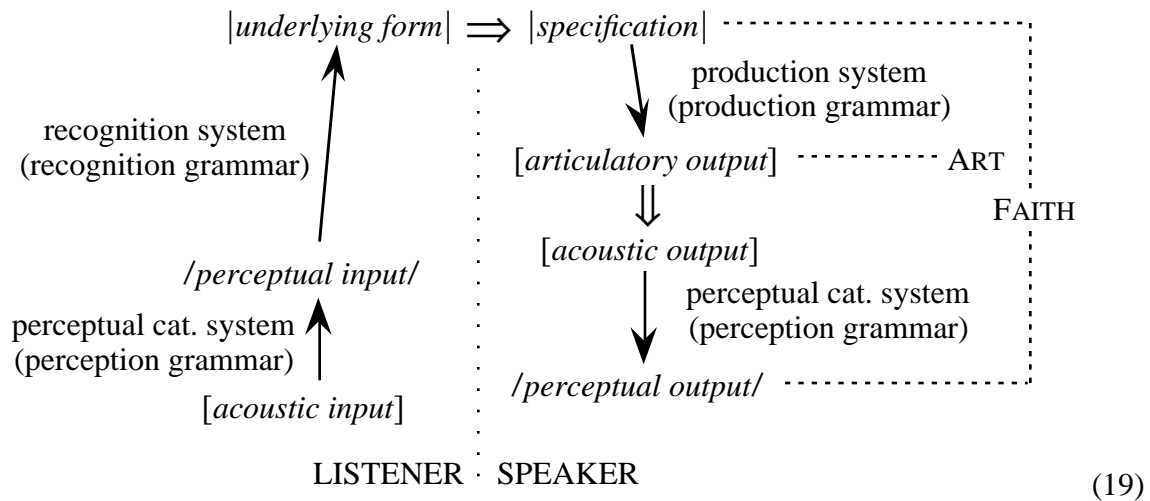 |underlying form| ⇒ |specification|
production system
(production grammar)
recognition system
(recognition grammar)
[articulatory output]
ART
FAITH
[acoustic output]
/perceptual input/
perceptual cat. system
(perception grammar)
perceptual cat. system
(perception grammar)
/perceptual output/
[acoustic input]
LISTENER SPEAKER
(19)